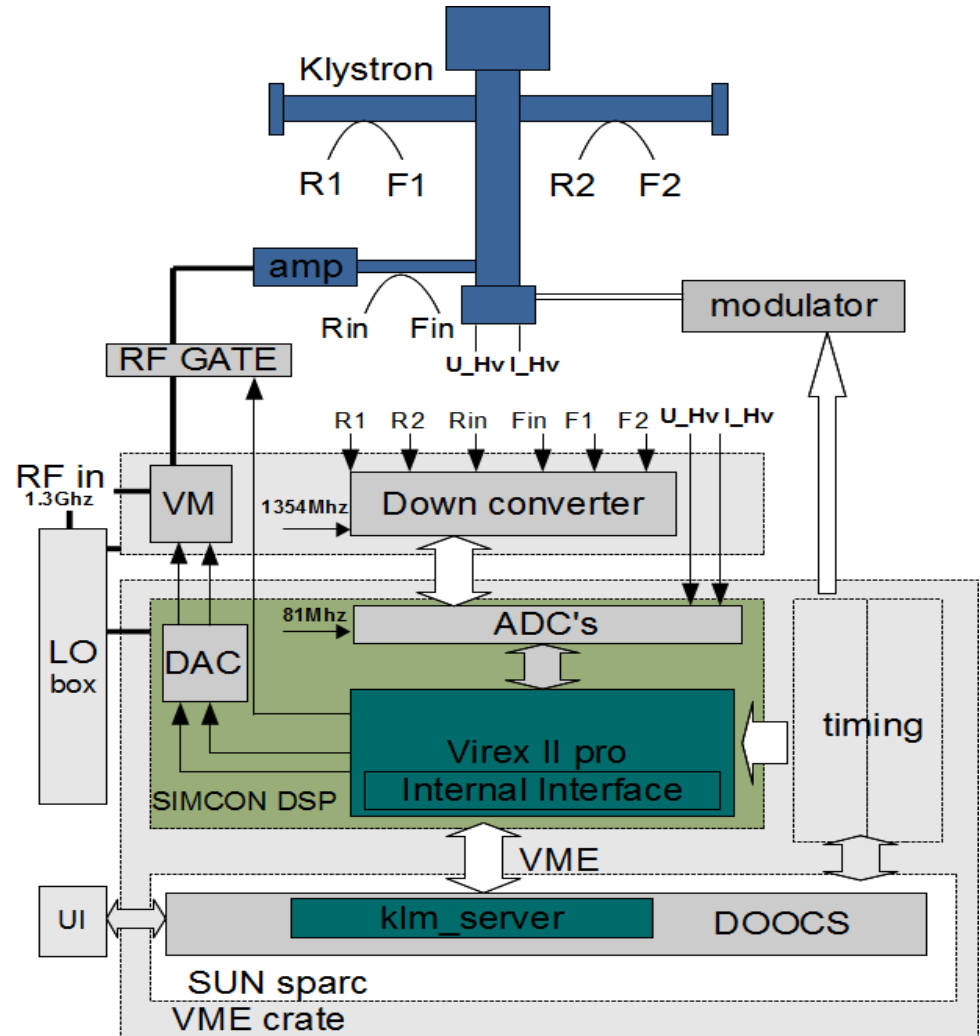 Klystron
R1 F1 R2 F2
amp
Rin Fin
modulator
U_Hv I_Hv
RF GATE
R1 R2 Rin Fin F1 F2 U_Hv I_Hv
RF in
1.3Ghz
VM
1354Mhz
Down converter
81Mhz
ADC's
LO
box
DAC
timing
Virex II pro
Internal Interface
SIMCON DSP
VME
UI
klm_server
DOOCS
SUN sparc
VME crate